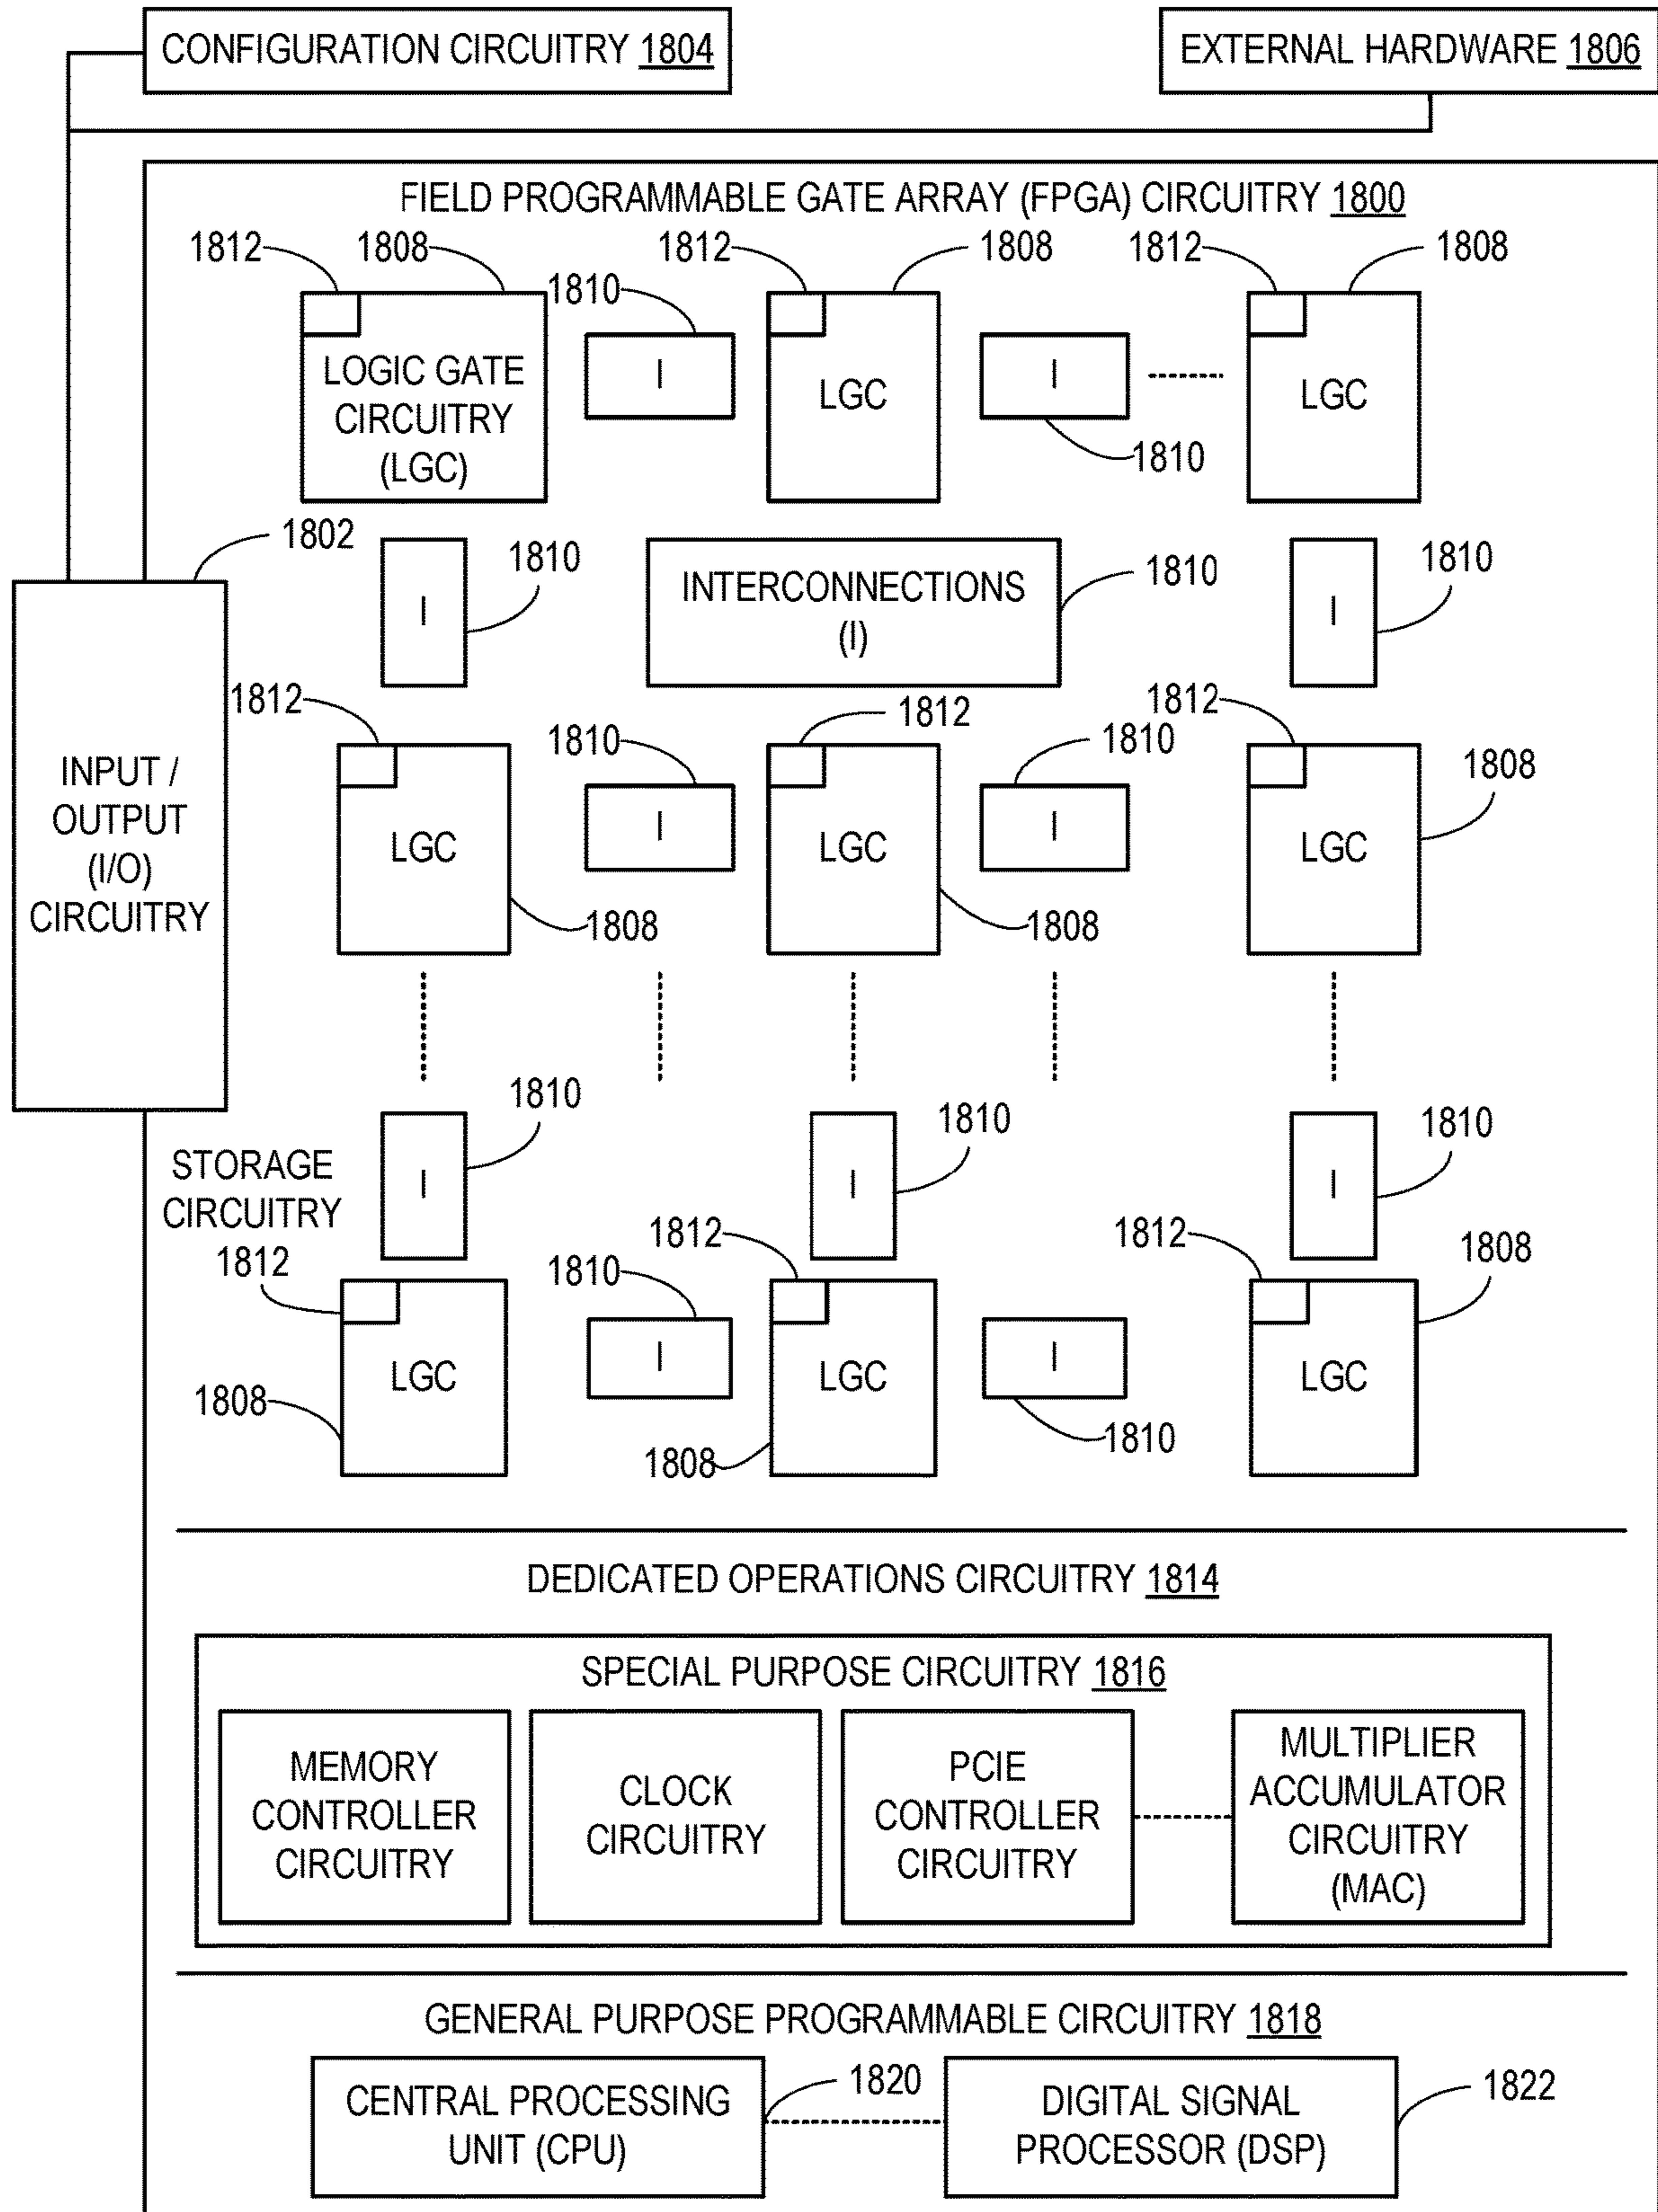 CONFIGURATION CIRCUITRY 1804
EXTERNAL HARDWARE 1806
FIELD PROGRAMMABLE GATE ARRAY (FPGA) CIRCUITRY 1800
1812
1808
1812
1808
1812
1808
1810
LOGIC GATE
CIRCUITRY
(LGC)
I
LGC
I
LGC
1810
1802
1810
1810
1810
I
INTERCONNECTIONS
(I)
I
1812
1812
1812
1810
1810
1808
INPUT /
OUTPUT
(I/O)
CIRCUITRY
LGC
I
LGC
I
LGC
1808
1808
1810
1810
1810
STORAGE
CIRCUITRY
1812
I
I
I
1812
1812
1808
1810
LGC
I
LGC
I
LGC
1808
1808
1810
DEDICATED OPERATIONS CIRCUITRY 1814
SPECIAL PURPOSE CIRCUITRY 1816
MEMORY
CONTROLLER
CIRCUITRY
CLOCK
CIRCUITRY
PCIE
CONTROLLER
CIRCUITRY
MULTIPLIER
ACCUMULATOR
CIRCUITRY
(MAC)
GENERAL PURPOSE PROGRAMMABLE CIRCUITRY 1818
CENTRAL PROCESSING
UNIT (CPU)
1820
DIGITAL SIGNAL
PROCESSOR (DSP)
1822